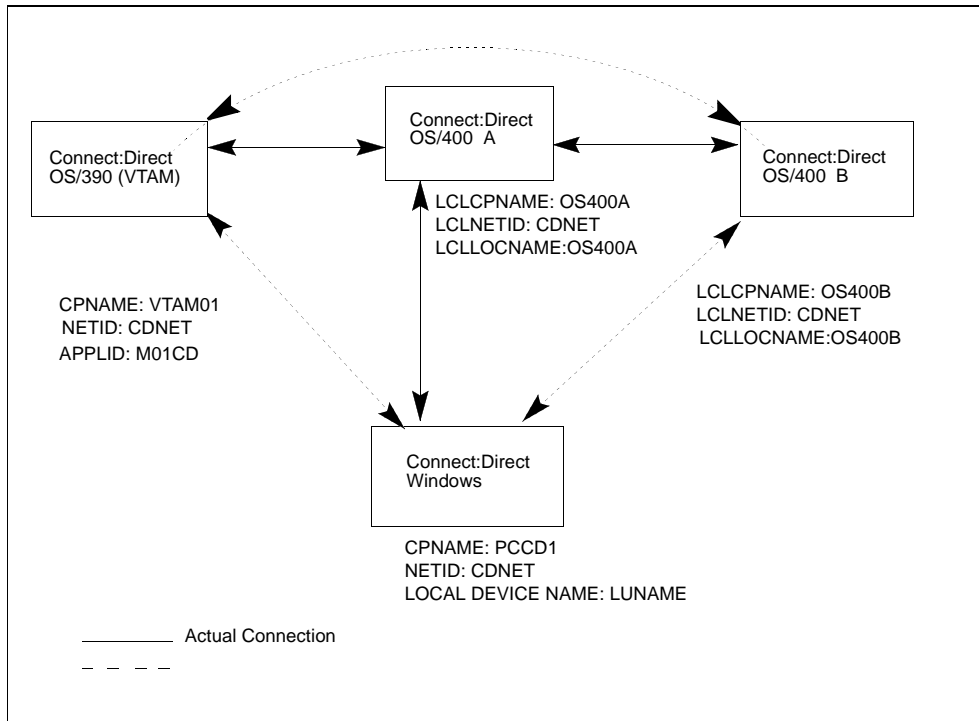 Connect:Direct
OS/400 A
Connect:Direct
OS/390 (VTAM)
Connect:Direct
OS/400 B
LCLCPNAME: OS400A
LCLNETID: CDNET
LCLLOCNAME:OS400A
CPNAME: VTAM01
NETID: CDNET
APPLID: M01CD
LCLCPNAME: OS400B
LCLNETID: CDNET
LCLLOCNAME:OS400B
Connect:Direct
Windows
CPNAME: PCCD1
NETID: CDNET
LOCAL DEVICE NAME: LUNAME
Actual Connection